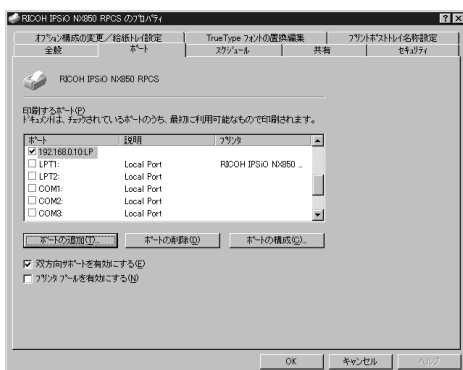 RICOH IPSiO NX850 RPCS のプロパティ
オプション構成の変更/給紙トレイ設定 TrueType フォントの置換編集 プリントポストトレイ名称設定
全般 ポート スケジュール 共有 セキュリティ
RICOH IPSiO NX850 RPCS
印刷するポート(P)
ドキュメントは、チェックされているポートのうち、最初に利用可能なもので印刷されます。
ポート 説明 プリンタ
192.168.0.10:LP
LPT1: Local Port RICOH IPSiO NX850 ...
LPT2: Local Port
COM1: Local Port
COM2: Local Port
COM3: Local Port
ポートの追加(T)... ポートの削除(D) ポートの構成(C)...
双方向サポートを有効にする(E)
プリンタ プールを有効にする(N)
OK キャンセル ヘルプ